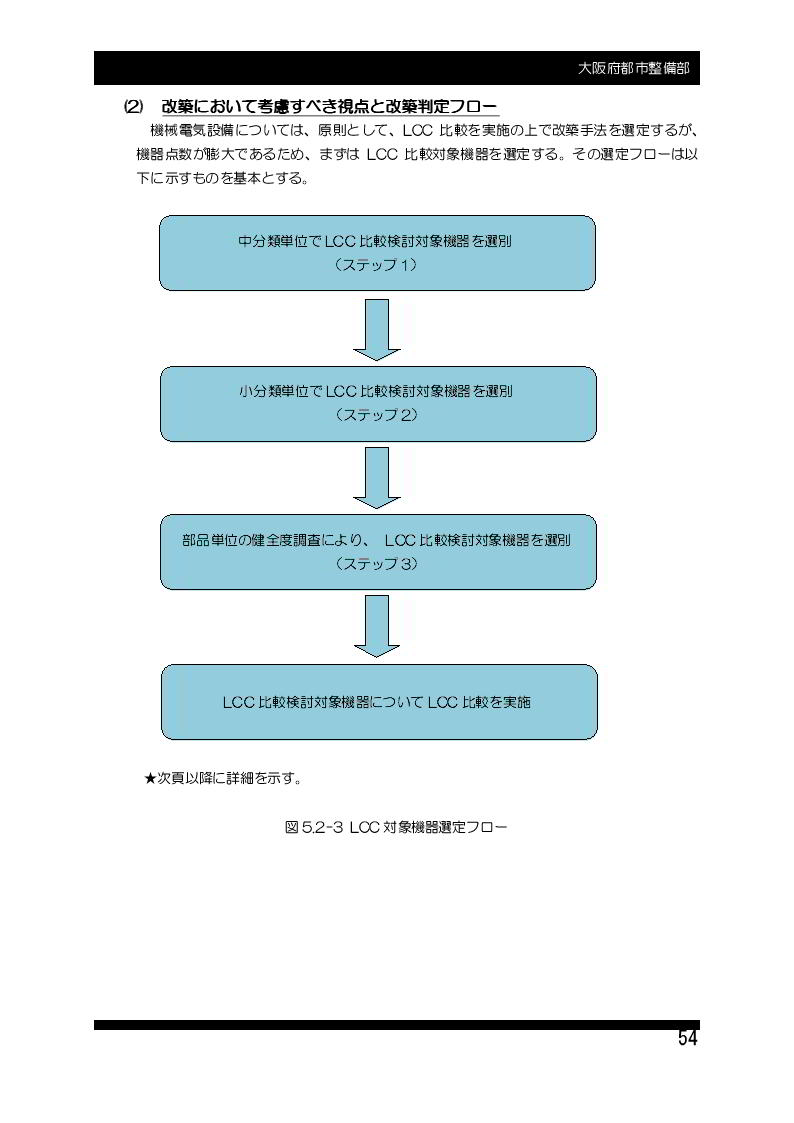 大阪府都市整備部
(2) 改築において考慮すべき視点と改築判定フロー
機械電気設備については、原則として、LCC 比較を実施の上で改築手法を選定するが、
機器点数が膨大であるため、まずは LCC 比較対象機器を選定する。その選定フローは以
下に示すものを基本とする。
中分類単位で LCC 比較検討対象機器を選別
（ステップ 1）
小分類単位で LCC 比較検討対象機器を選別
（ステップ 2）
部品単位の健全度調査により、 LCC 比較検討対象機器を選別
（ステップ 3）
LCC 比較検討対象機器について LCC 比較を実施
★次頁以降に詳細を示す。
図 5.2-3 LCC 対象機器選定フロー
54